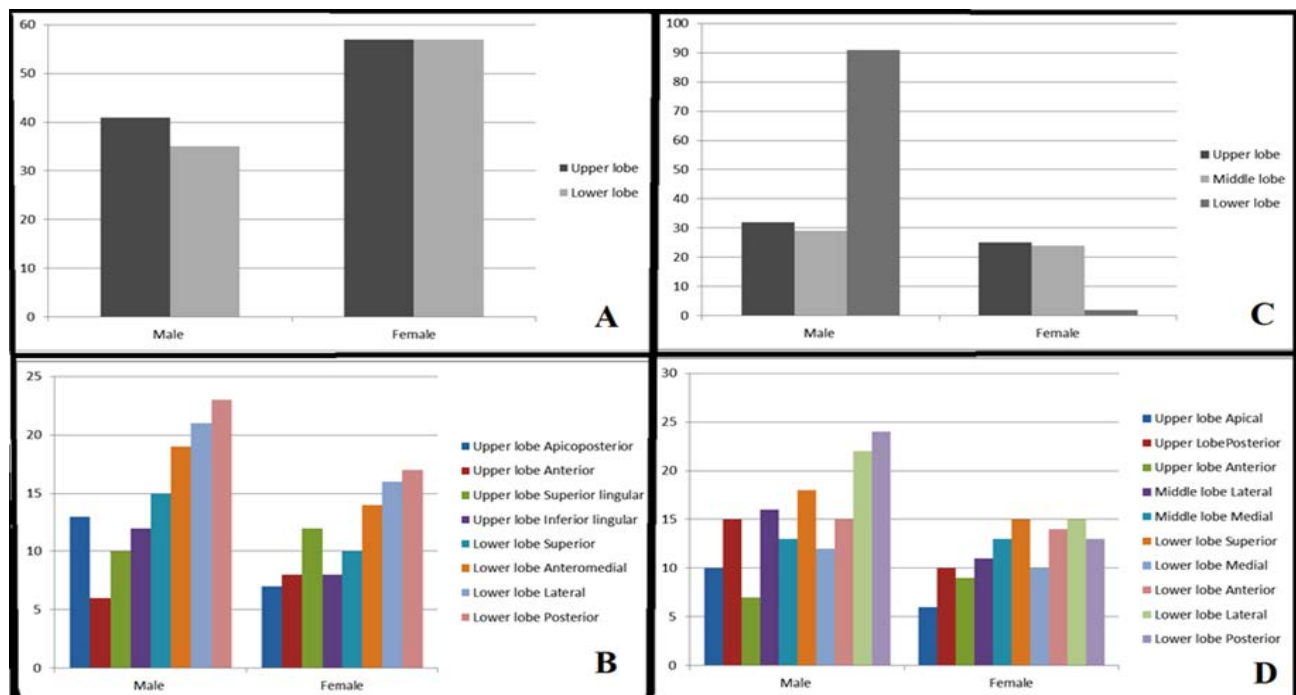 60
50
40
30
20
10
0
Male Female
Upper lobe
Lower lobe
A
100
90
80
70
60
50
40
30
20
10
0
Male Female
Upper lobe
Middle lobe
Lower lobe
C
25
20
15
10
5
0
Male Female
Upper lobe Apicoposterior
Upper lobe Anterior
Upper lobe Superior lingular
Upper lobe Inferior lingular
Lower lobe Superior
Lower lobe Anteromedial
Lower lobe Lateral
Lower lobe Posterior
B
30
25
20
15
10
5
0
Male Female
Upper lobe Apical
Upper LobePosterior
Upper lobe Anterior
Middle lobe Lateral
Middle lobe Medial
Lower lobe Superior
Lower lobe Medial
Lower lobe Anterior
Lower lobe Lateral
Lower lobe Posterior
D